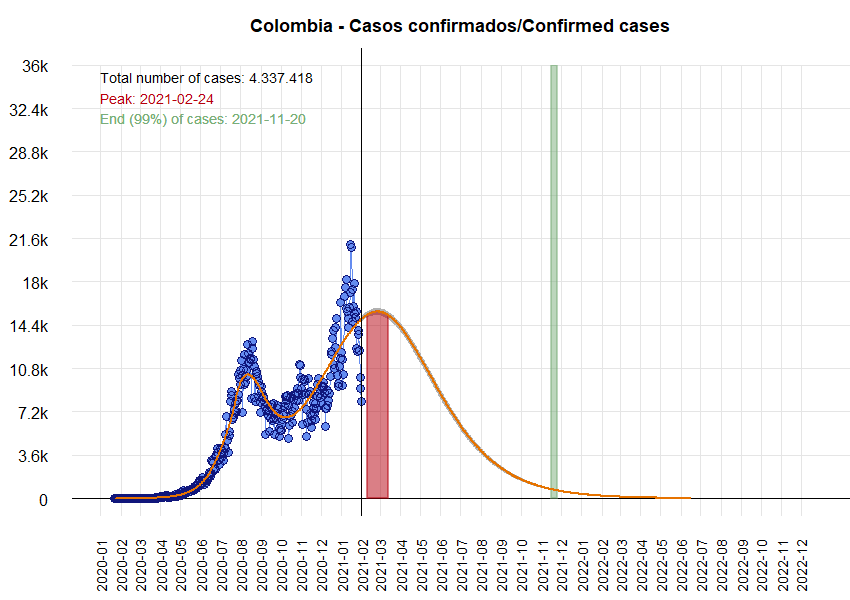 Colombia - Casos confirmados/Confirmed cases
Total number of cases: 4.337.418
Peak: 2021-02-24
End (99%) of cases: 2021-11-20
36k
32.4k
28.8k
25.2k
21.6k
18k
14.4k
10.8k
7.2k
3.6k
0
2020-01
2020-02
2020-03
2020-04
2020-05
2020-06
2020-07
2020-08
2020-09
2020-10
2020-11
2020-12
2021-01
2021-02
2021-03
2021-04
2021-05
2021-06
2021-07
2021-08
2021-09
2021-10
2021-11
2021-12
2022-01
2022-02
2022-03
2022-04
2022-05
2022-06
2022-07
2022-08
2022-09
2022-10
2022-11
2022-12